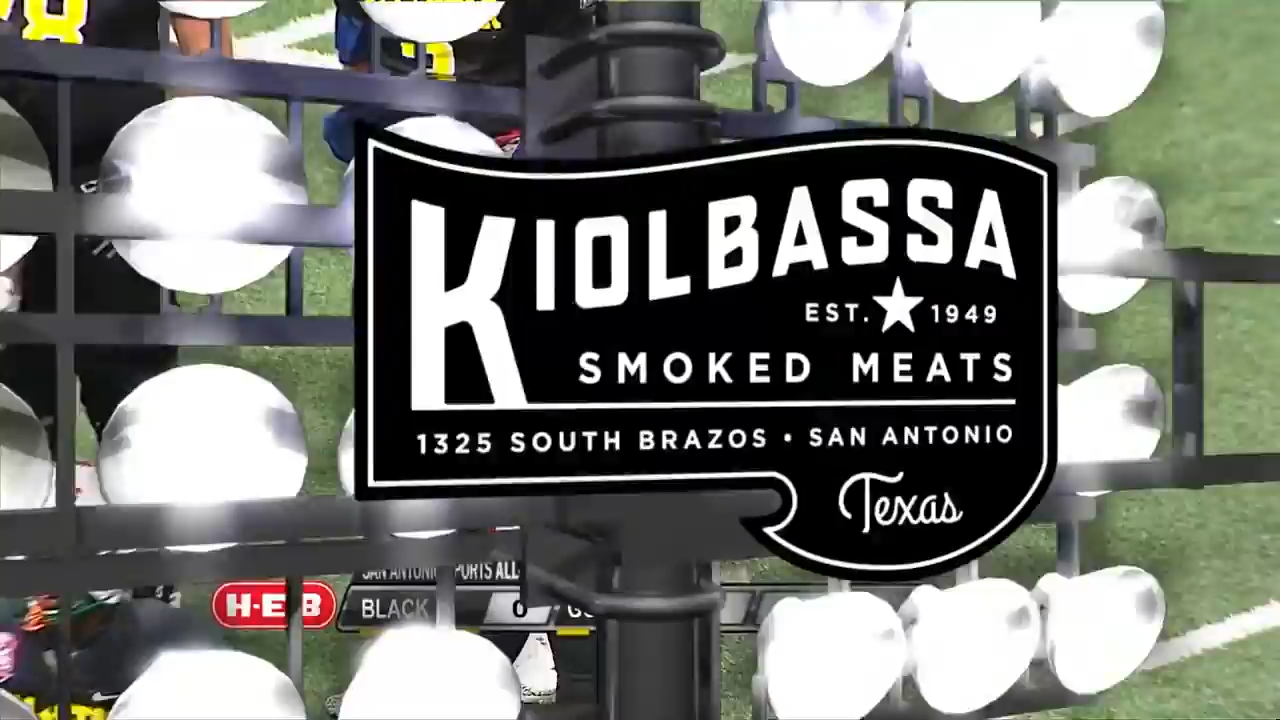 KIOLBASSA
EST. ★ 1949
SMOKED MEATS
1325 SOUTH BRAZOS • SAN ANTONIO
Texas
H-E-B
BLACK 0